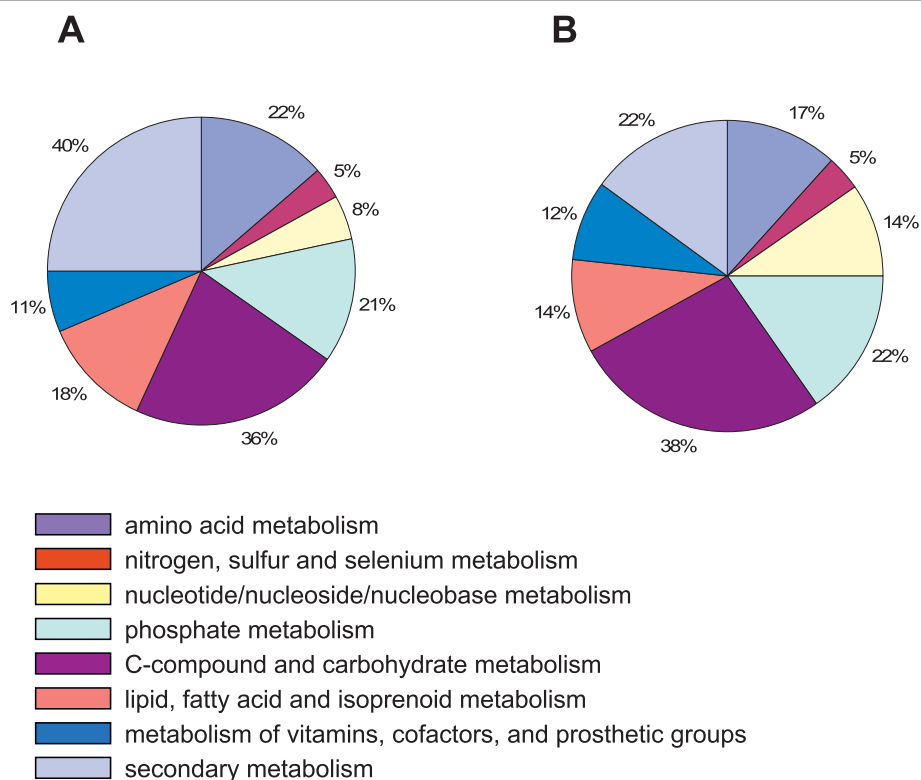 A
B
22%
5%
8%
21%
36%
18%
11%
40%
17%
5%
14%
22%
38%
14%
12%
22%
amino acid metabolism
nitrogen, sulfur and selenium metabolism
nucleotide/nucleoside/nucleobase metabolism
phosphate metabolism
C-compound and carbohydrate metabolism
lipid, fatty acid and isoprenoid metabolism
metabolism of vitamins, cofactors, and prosthetic groups
secondary metabolism